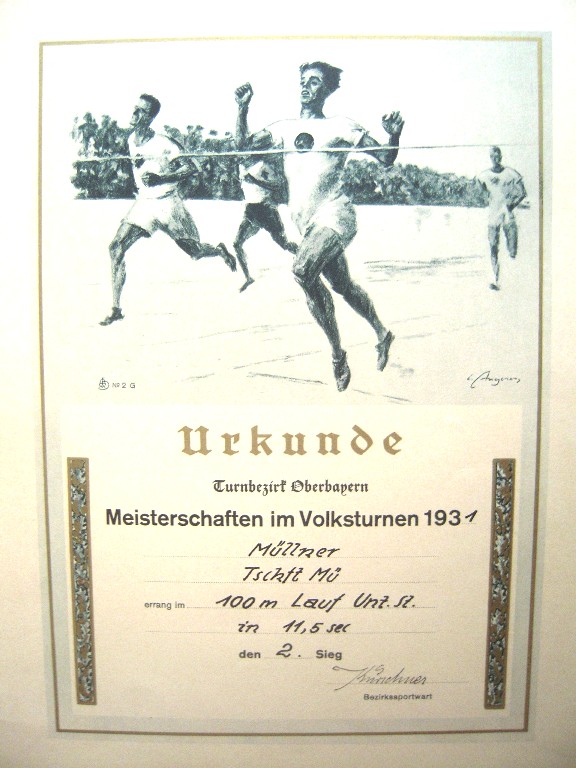 Nº 2 G
Urkunde
Turnbezirk Oberbayern
Meisterschaften im Volksturnen 1931
Müllner
Tschft Mü
errang im 100 m Lauf Unt. St.
in 11,5 sec
den 2. Sieg
Bezirkssportwart